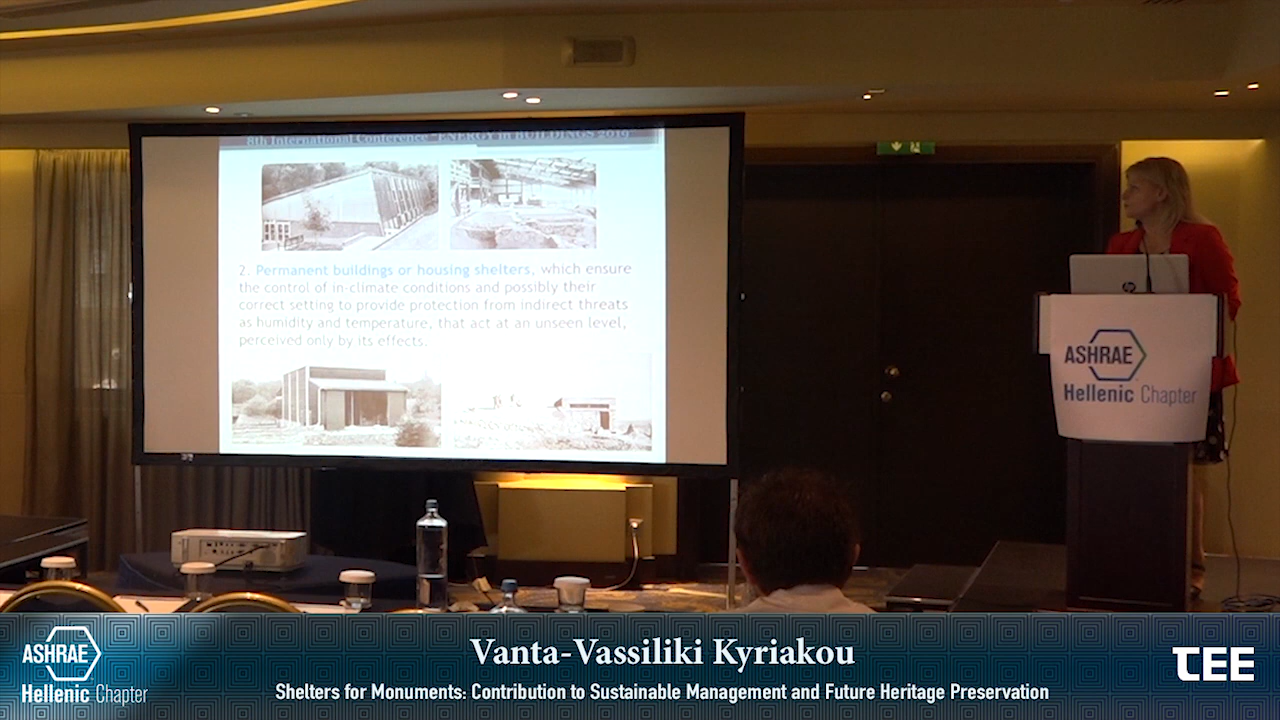 8th International Conference "ENERGY in BUILDINGS 2019"
2. Permanent buildings or housing shelters, which ensure
the control of in-climate conditions and possibly their
correct setting to provide protection from indirect threats
as humidity and temperature, that act at an unseen level,
perceived only by its effects.
hp
ASHRAE
Hellenic Chapter
ASHRAE
Hellenic Chapter
Vanta-Vassiliki Kyriakou
Shelters for Monuments: Contribution to Sustainable Management and Future Heritage Preservation
TEE